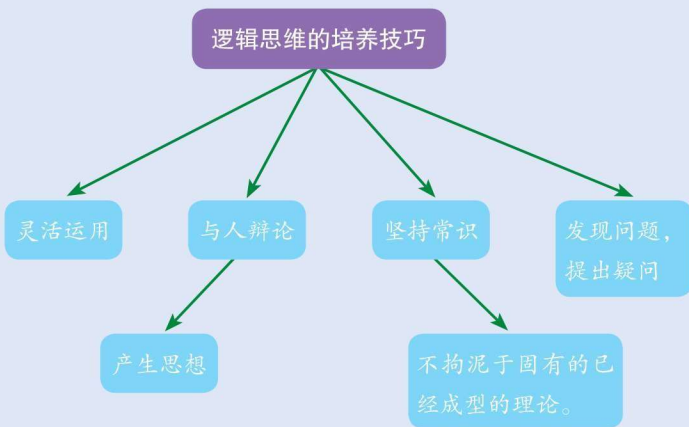 逻辑思维的培养技巧
灵活运用
与人辩论
坚持常识
发现问题，
提出疑问
产生思想
不拘泥于固有的已
经成型的理论。